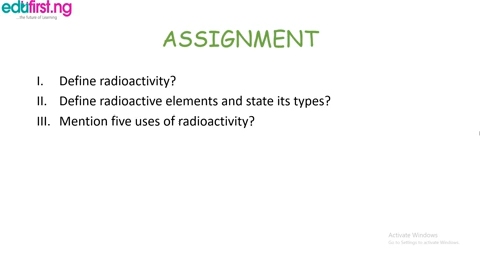 edufirst.ng
...the future of Learning
ASSIGNMENT
I. Define radioactivity?
II. Define radioactive elements and state its types?
III. Mention five uses of radioactivity?
Activate Windows
Go to Settings to activate Windows.